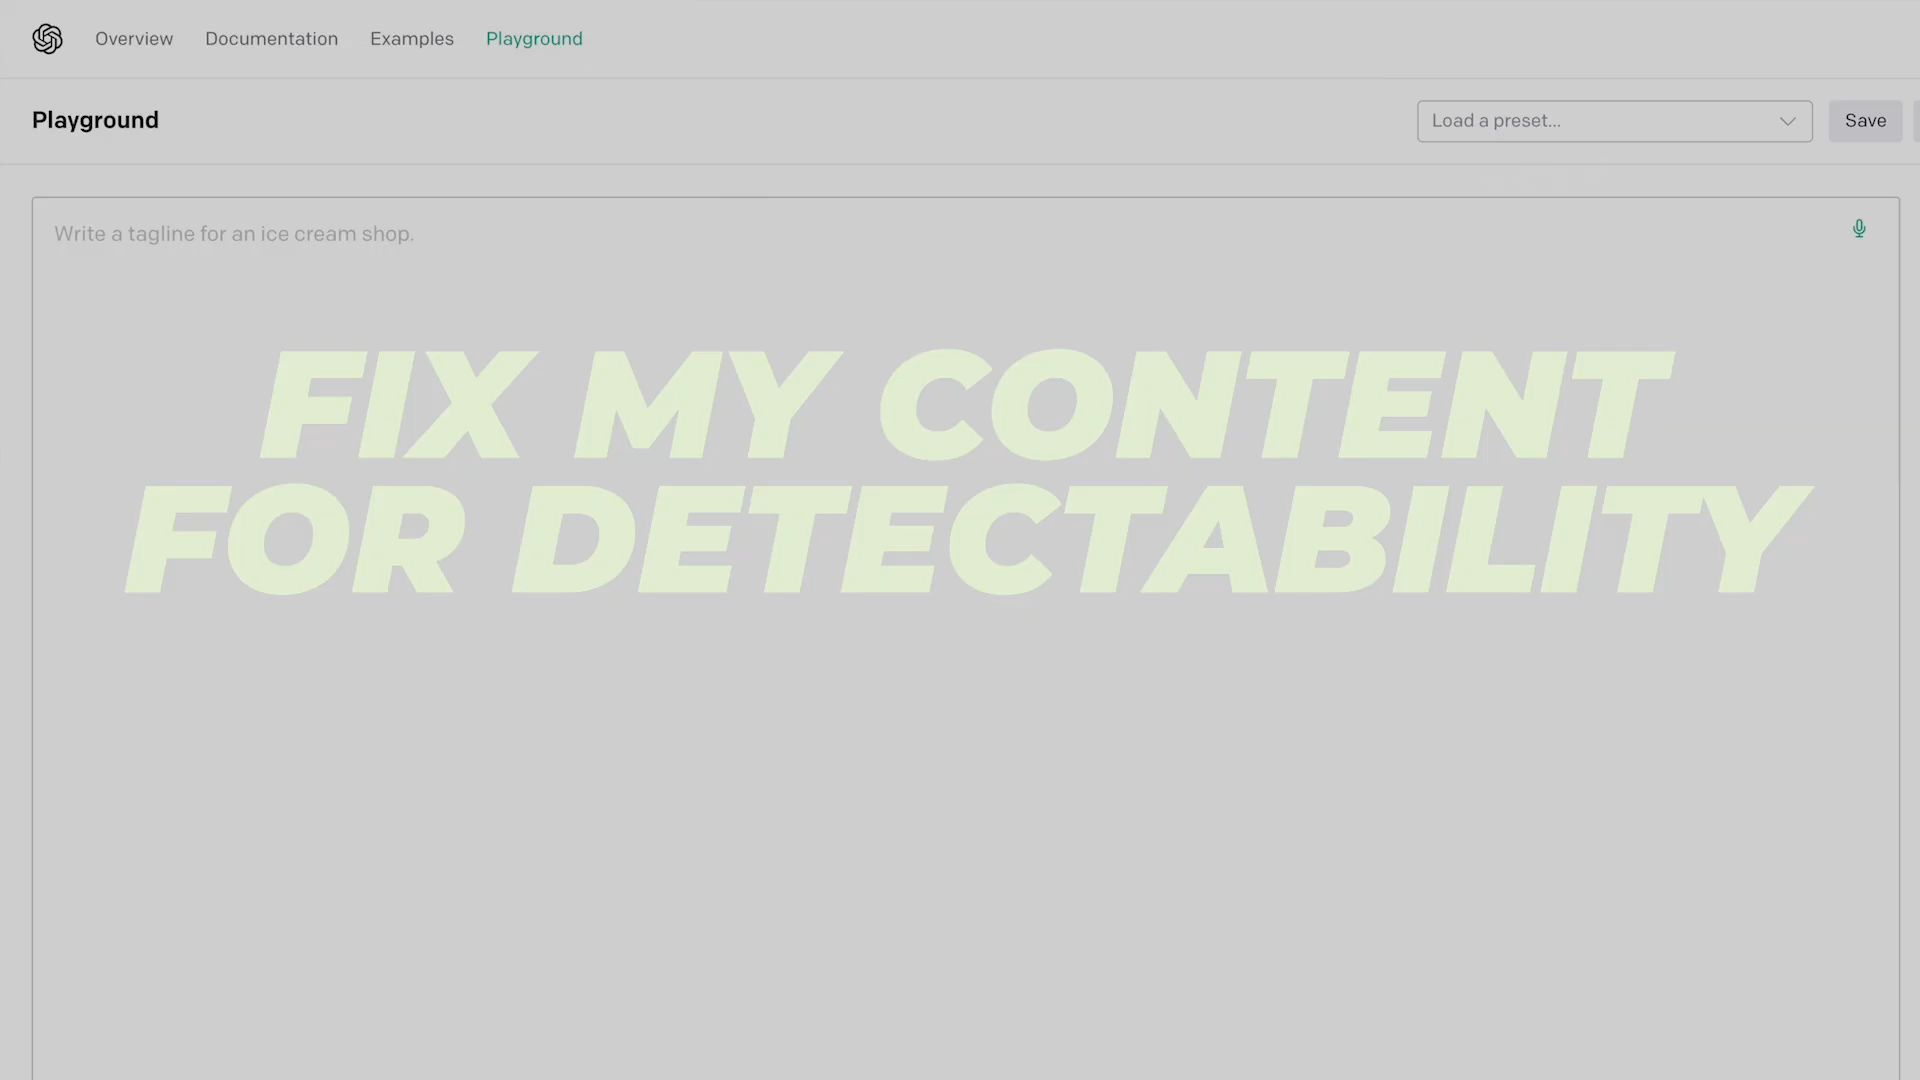 Overview Documentation Examples Playground
Playground
Load a preset...
Save
Write a tagline for an ice cream shop.
FIX MY CONTENT
FOR DETECTABILITY